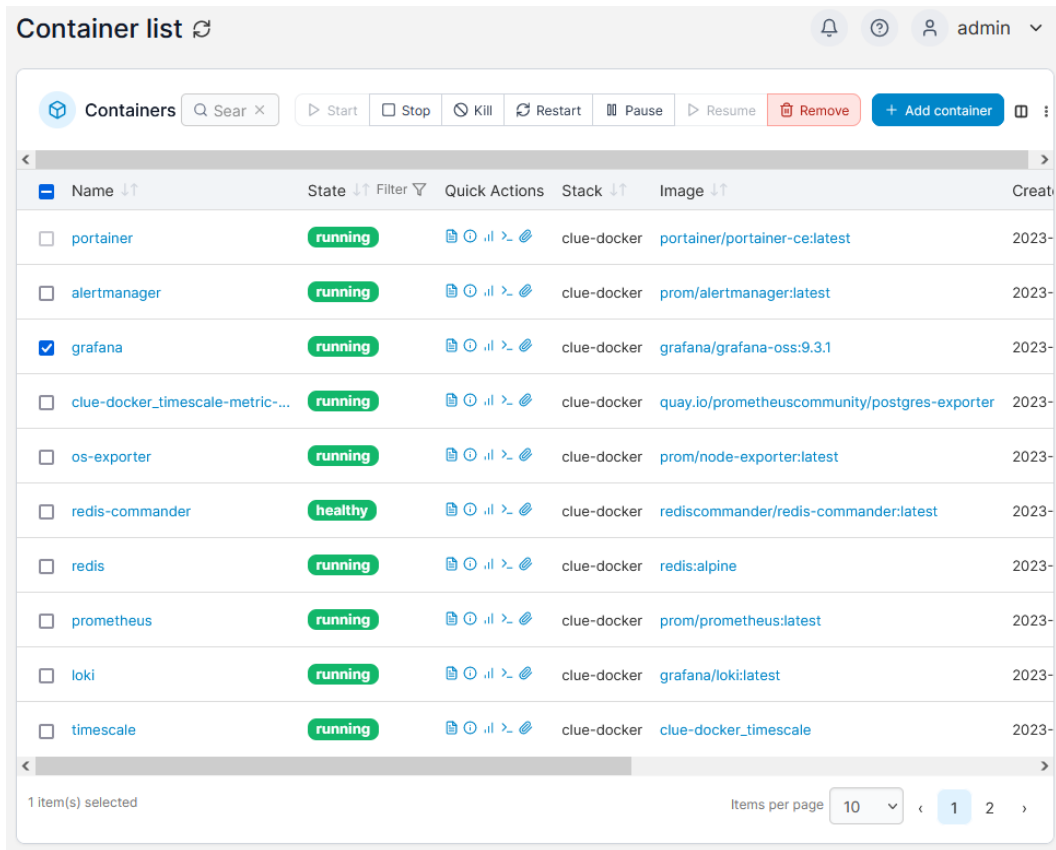 Container list
admin
Containers Sear Start Stop Kill Restart Pause Resume Remove + Add container
Name State Filter Quick Actions Stack Image Create
portainer running clue-docker portainer/portainer-ce:latest 2023-
alertmanager running clue-docker prom/alertmanager:latest 2023-
grafana running clue-docker grafana/grafana-oss:9.3.1 2023-
clue-docker_timescale-metric-... running clue-docker quay.io/prometheuscommunity/postgres-exporter 2023-
os-exporter running clue-docker prom/node-exporter:latest 2023-
redis-commander healthy clue-docker rediscommander/redis-commander:latest 2023-
redis running clue-docker redis:alpine 2023-
prometheus running clue-docker prom/prometheus:latest 2023-
loki running clue-docker grafana/loki:latest 2023-
timescale running clue-docker clue-docker_timescale 2023-
1 item(s) selected Items per page 10 ‹ 1 2 ›